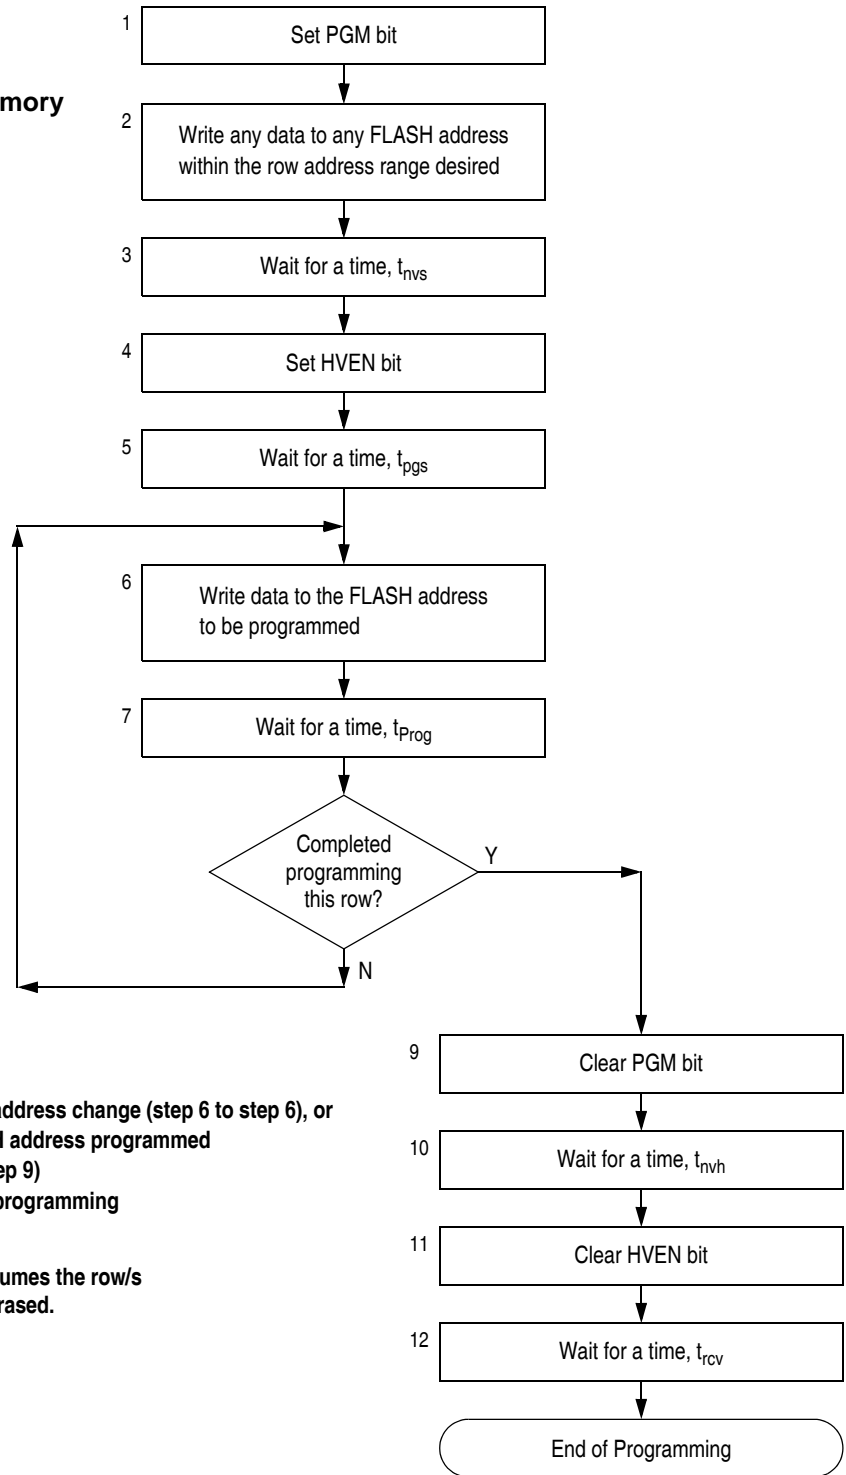 1
Set PGM bit
mory
2
Write any data to any FLASH address
within the row address range desired
3
Wait for a time, tnvs
4
Set HVEN bit
5
Wait for a time, tpgs
6
Write data to the FLASH address
to be programmed
7
Wait for a time, tProg
Completed
programming
this row?
Y
N
9
Clear PGM bit
address change (step 6 to step 6), or
address programmed
10
Wait for a time, tnvh
ep 9)
programming
11
Clear HVEN bit
umes the row/s
rased.
12
Wait for a time, trcv
End of Programming